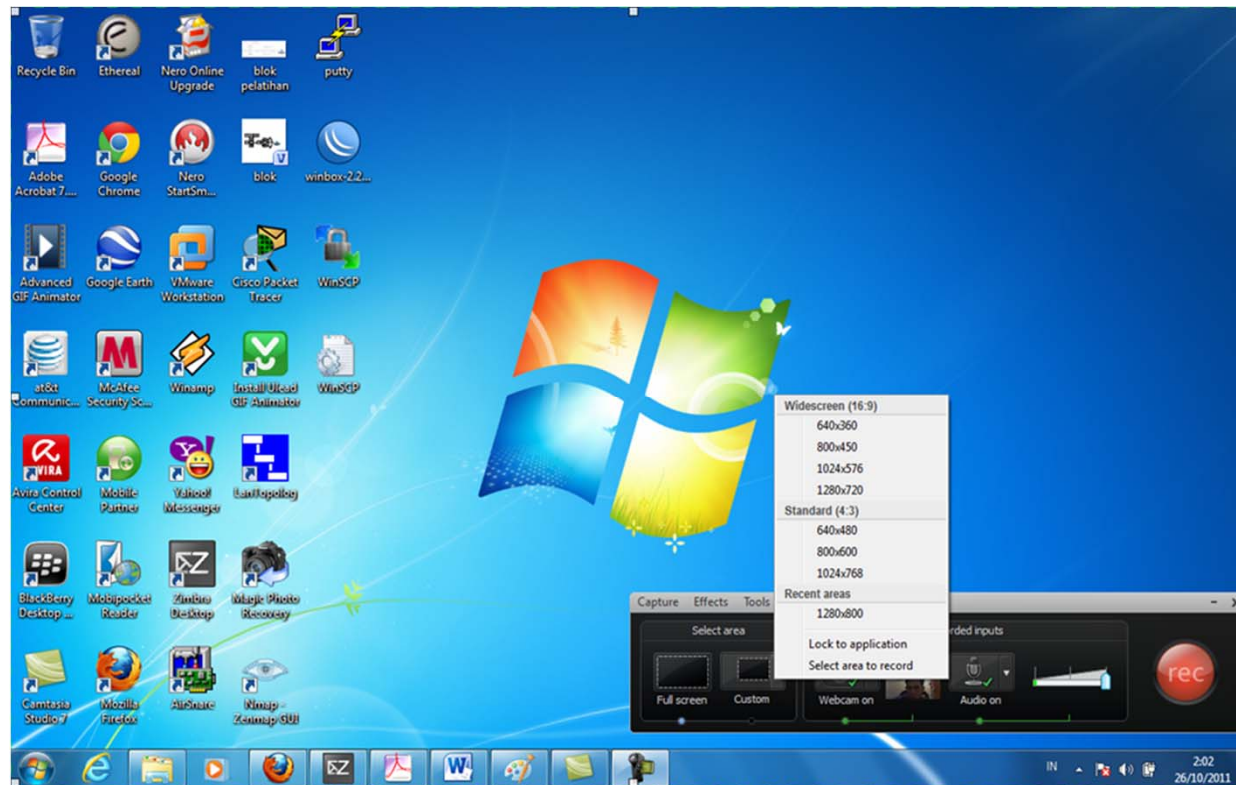 Recycle Bin
Ethereal
Nero Online
Upgrade
blok
pelatihan
putty
Adobe
Acrobat 7....
Google
Chrome
Nero
StartSm...
blok
winbox-2.2...
Advanced
GIF Animator
Google Earth
VMware
Workstation
Cisco Packet
Tracer
WinSCP
at&t
Communic...
McAfee
Security Sc...
Winamp
Install Ulead
GIF Animator
WinSCP
AVIRA
Avira Control
Center
Mobile
Partner
Yahoo!
Messenger
LanTopolog
BlackBerry
Desktop ...
Mobipocket
Reader
Zimbra
Desktop
Magic Photo
Recovery
Camtasia
Studio 7
Mozilla
Firefox
AirSnare
Nmap -
Zenmap GUI
Widescreen (16:9)
640x360
800x450
1024x576
1280x720
Standard (4:3)
640x480
800x600
1024x768
Recent areas
1280x800
Lock to application
Select area to record
Capture Effects Tools
Select area
rded inputs
Full screen
Custom
Webcam on
Audio on
rec
IN
2:02
26/10/2011